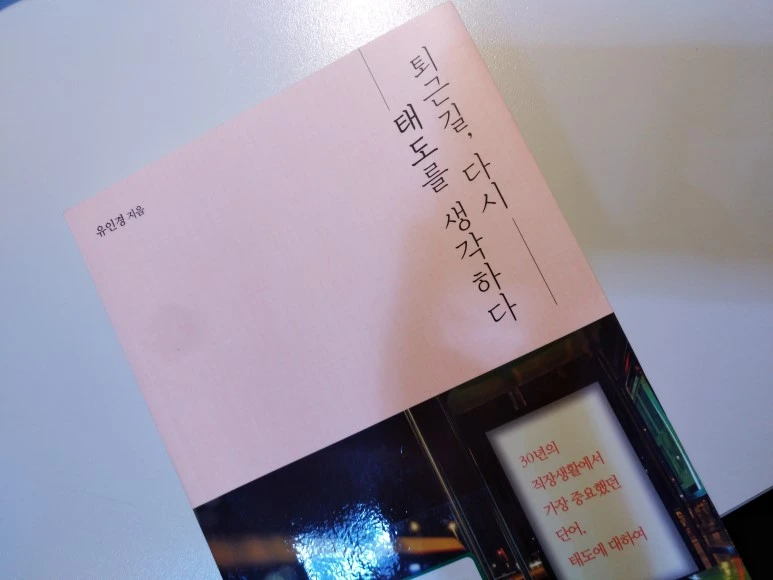 퇴근길, 다시
태도를 생각하다
유인경 지음
30년의
직장생활에서
가장 중요했던
단어.
태도에 대하여